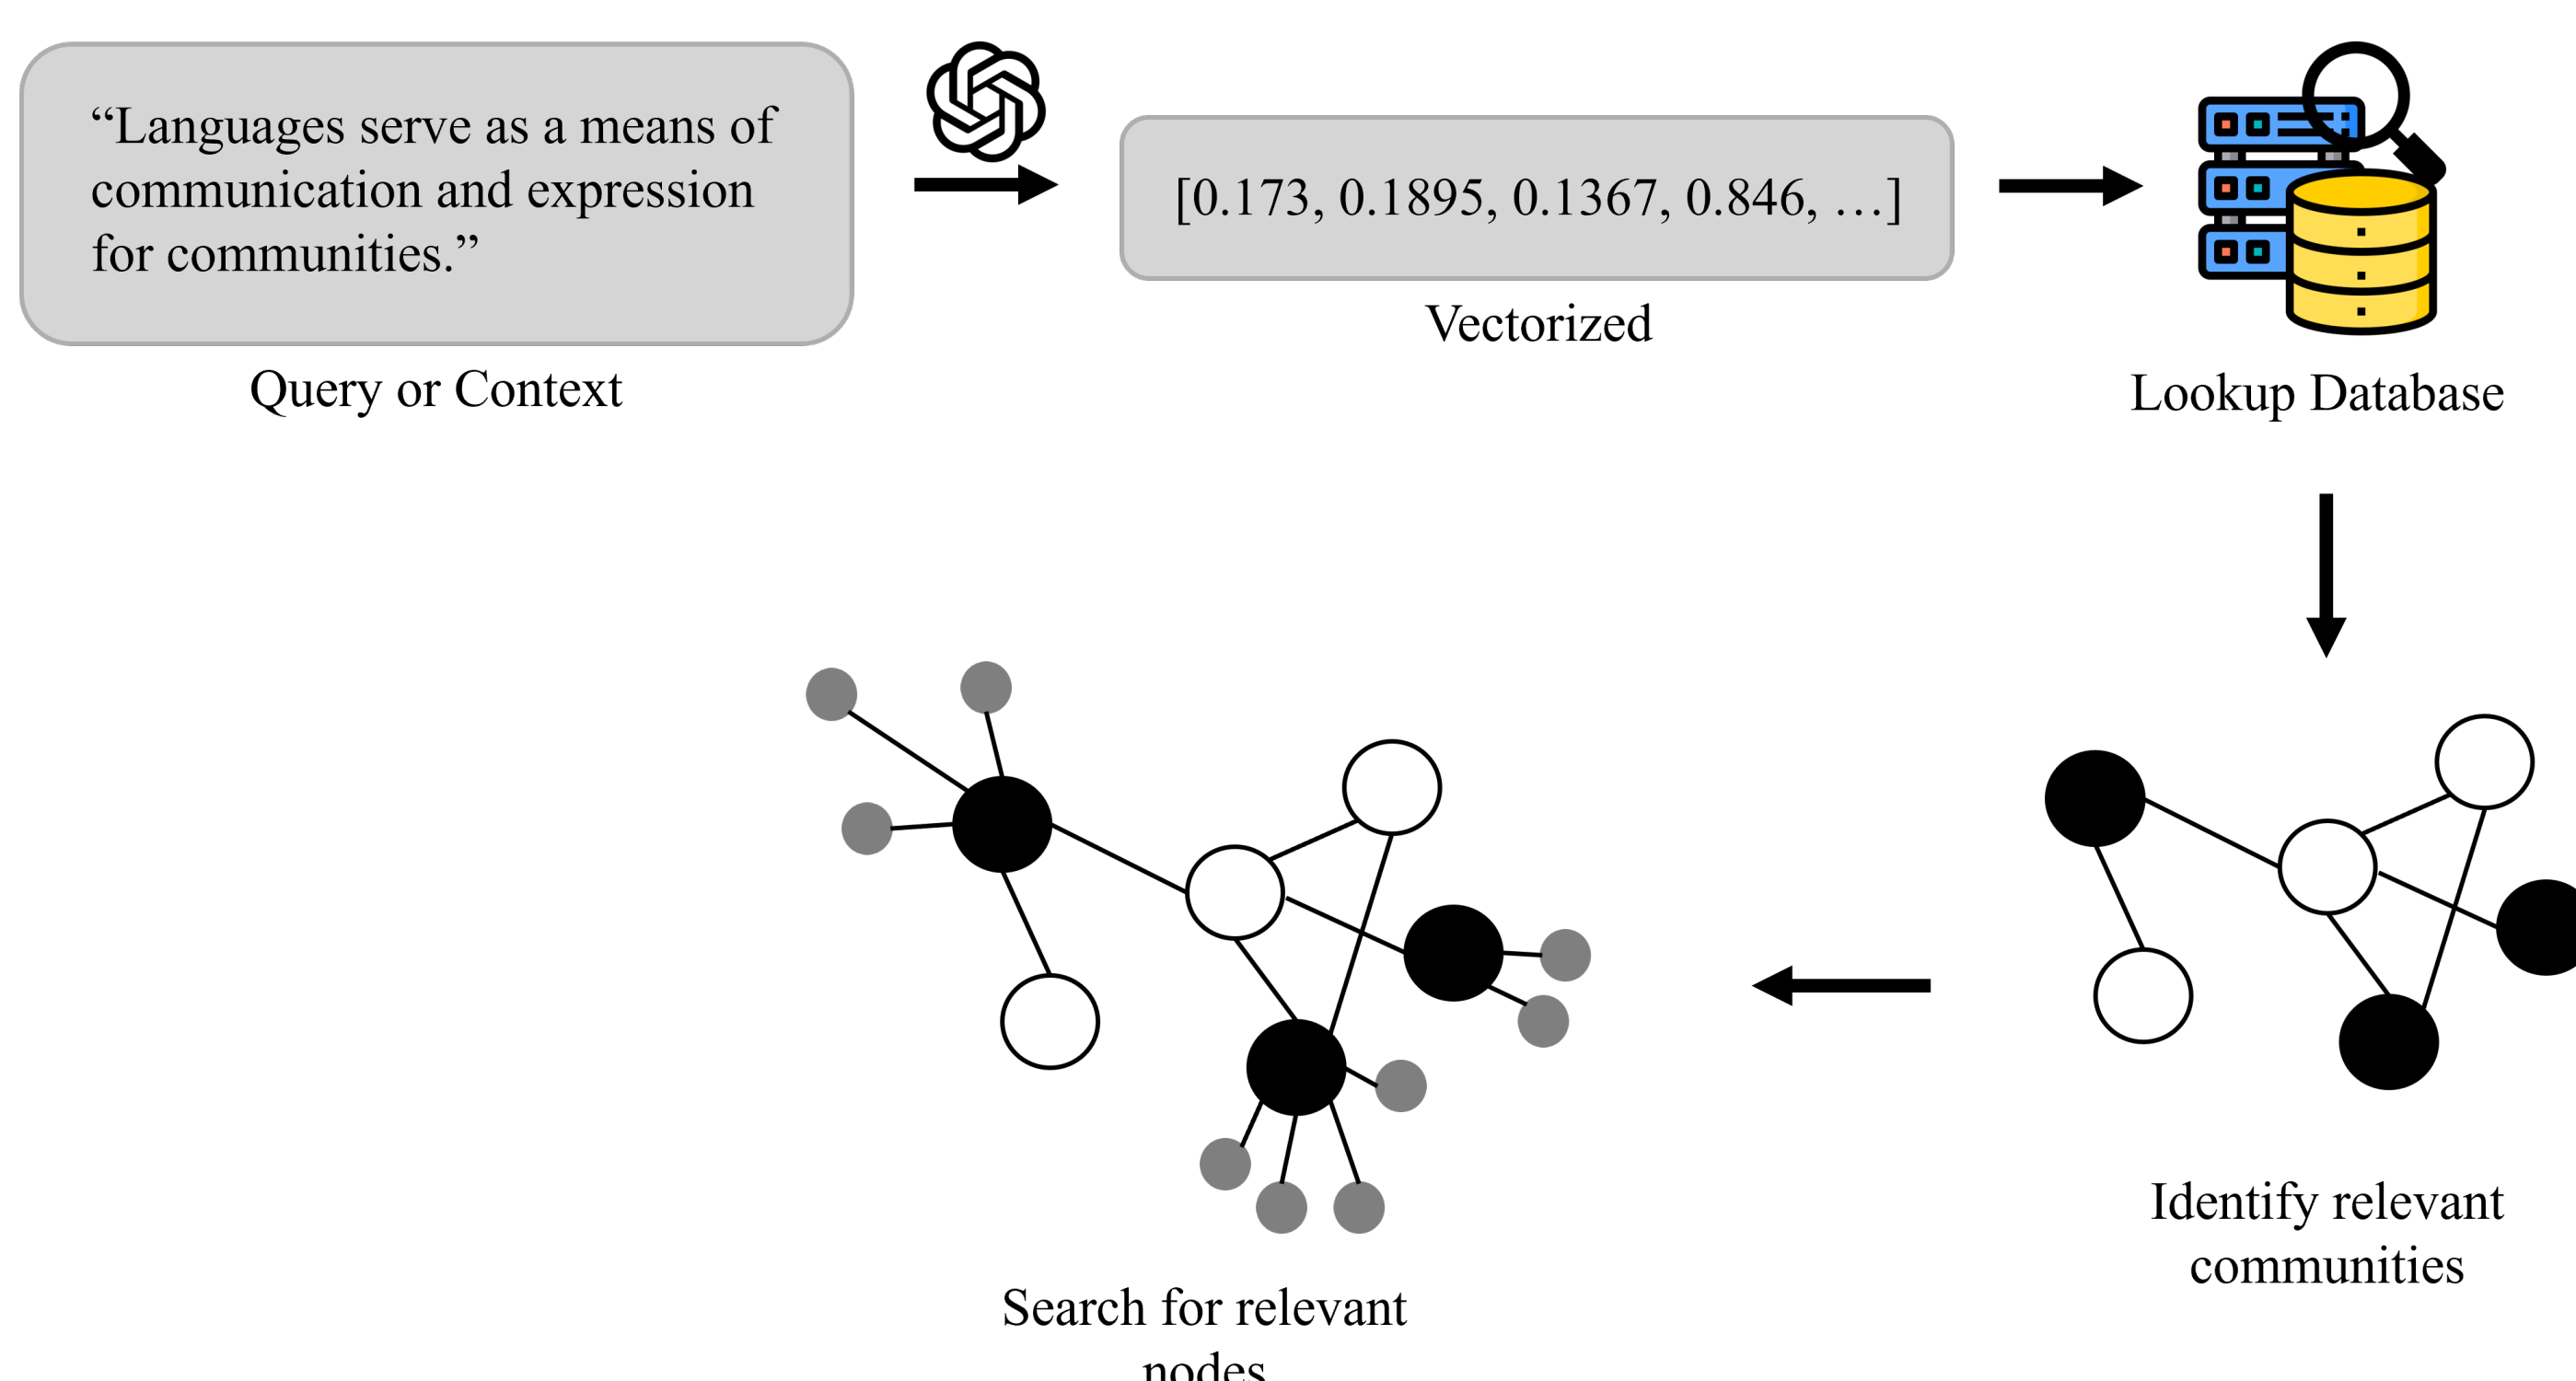 “Languages serve as a means of
communication and expression
for communities.”
Query or Context
[0.173, 0.1895, 0.1367, 0.846, …]
Vectorized
Lookup Database
Identify relevant
communities
Search for relevant
nodes